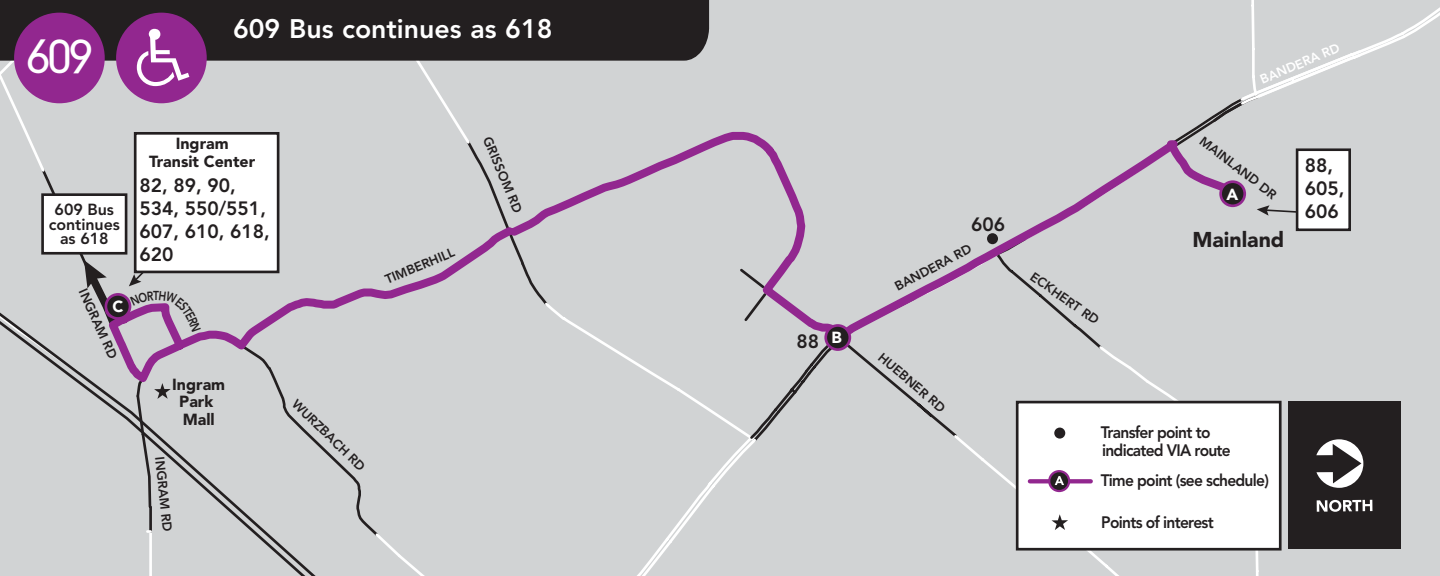 609
609 Bus continues as 618
BANDERA RD
GRISSOM RD
MAINLAND DR
A
88,
605,
606
Mainland
Ingram
Transit Center
82, 89, 90,
534, 550/551,
607, 610, 618,
620
609 Bus
continues
as 618
606
BANDERA RD
ECKHERT RD
TIMBERHILL
C
NORTHWESTERN
INGRAM RD
88
B
HUEBNER RD
Ingram
Park
Mall
WURZBACH RD
INGRAM RD
Transfer point to
indicated VIA route
A
Time point (see schedule)
Points of interest
NORTH